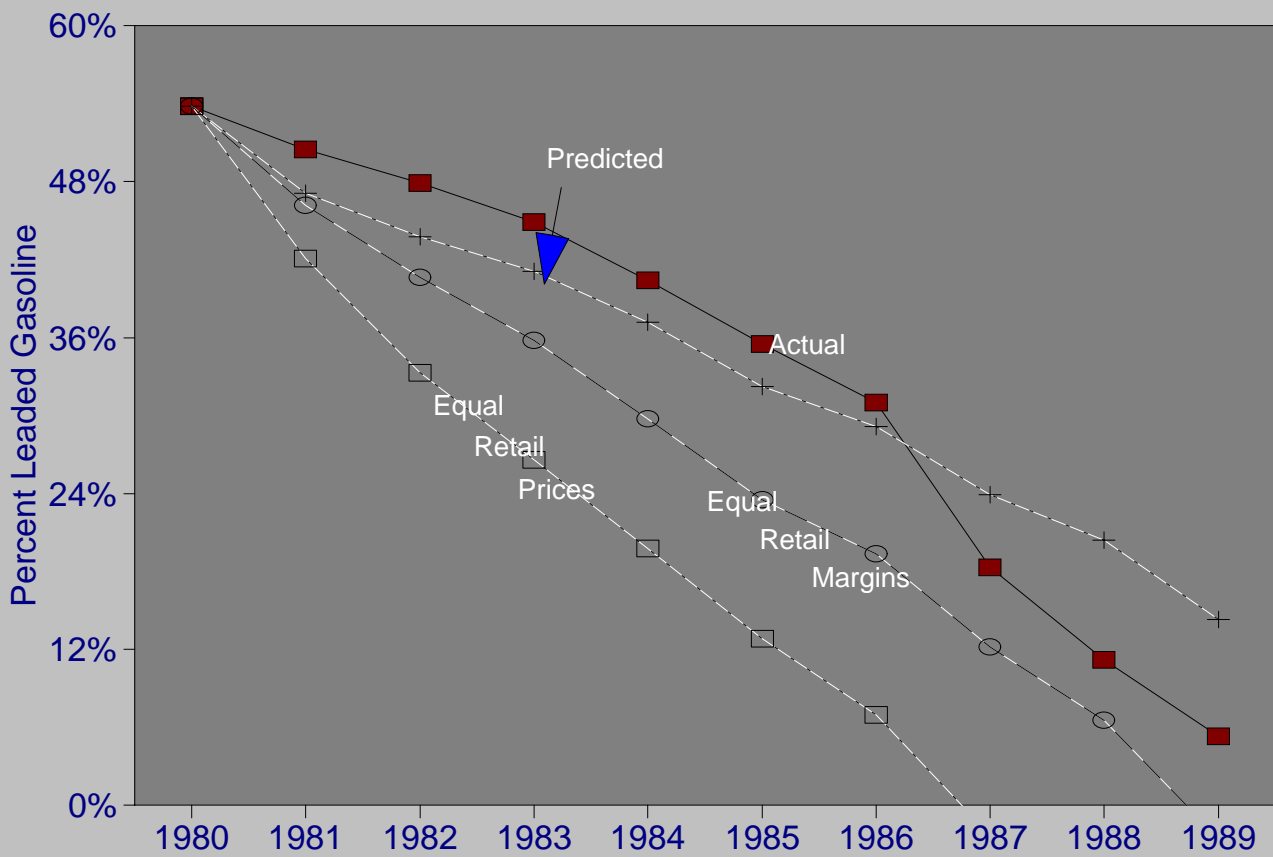 60%
48%
36%
24%
12%
0%
Percent Leaded Gasoline
Predicted
Actual
Equal
Retail
Prices
Equal
Retail
Margins
1980 1981 1982 1983 1984 1985 1986 1987 1988 1989